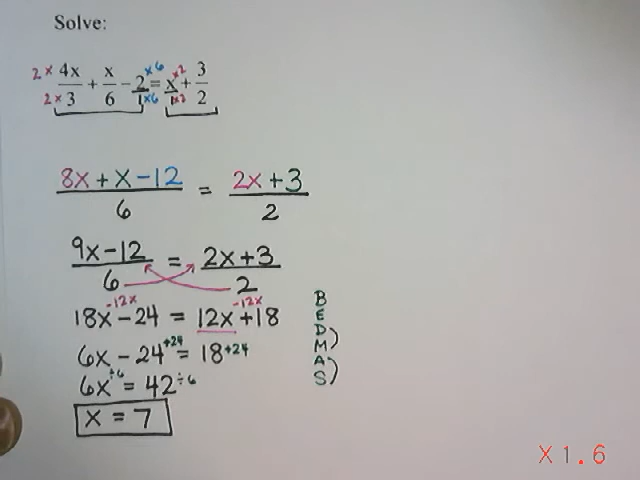 Solve:
2× 4x/2×3 + x/6 − 2×6/1×6 = x×2/1×2 + 3/2
8x + x − 12/6 = 2x + 3/2
9x − 12/6 = 2x + 3/2
18x −12x − 24 = 12x −12x + 18
6x − 24 +24 = 18 +24
6x ÷6 = 42 ÷6
x = 7
B
E
D
M)
A
S)
X1.6